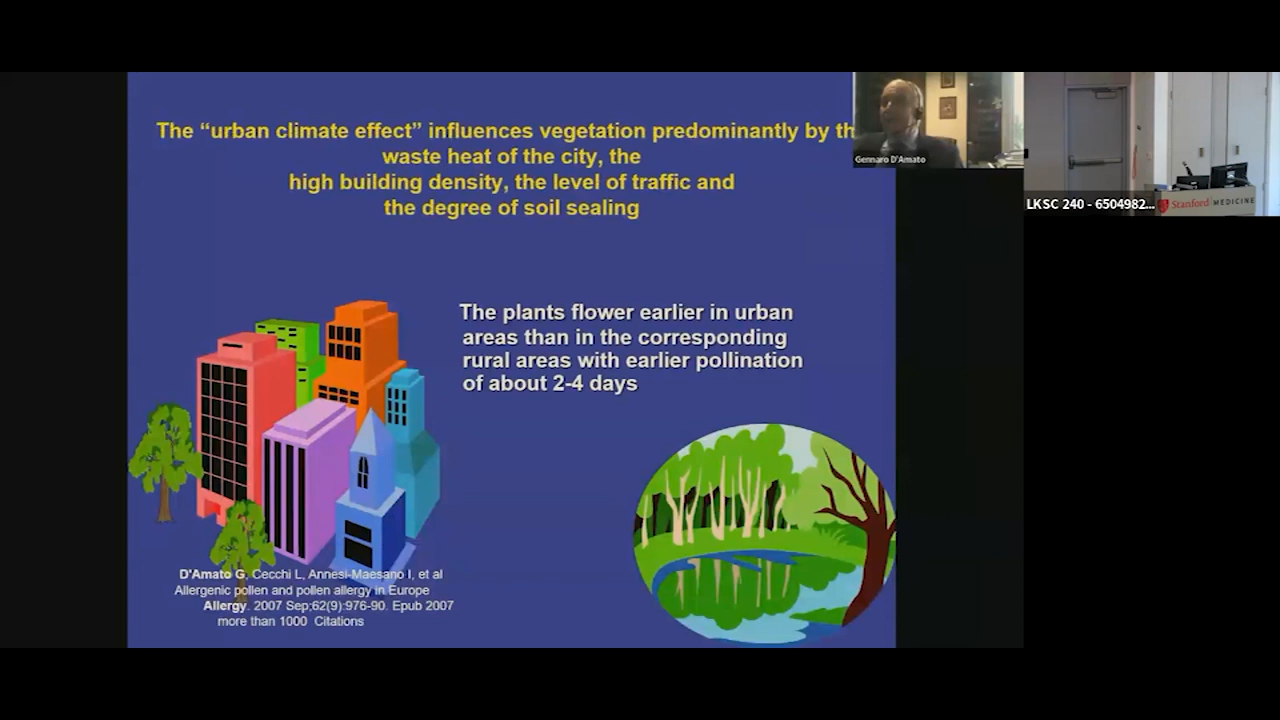 The “urban climate effect” influences vegetation predominantly by th
waste heat of the city, the
high building density, the level of traffic and
the degree of soil sealing
The plants flower earlier in urban
areas than in the corresponding
rural areas with earlier pollination
of about 2-4 days
D'Amato G, Cecchi L, Annesi-Maesano I, et al
Allergenic pollen and pollen allergy in Europe
Allergy. 2007 Sep;62(9):976-90. Epub 2007
more than 1000 Citations
Gennaro D'Amato
LKSC 240 - 6504982...
Stanford MEDICINE